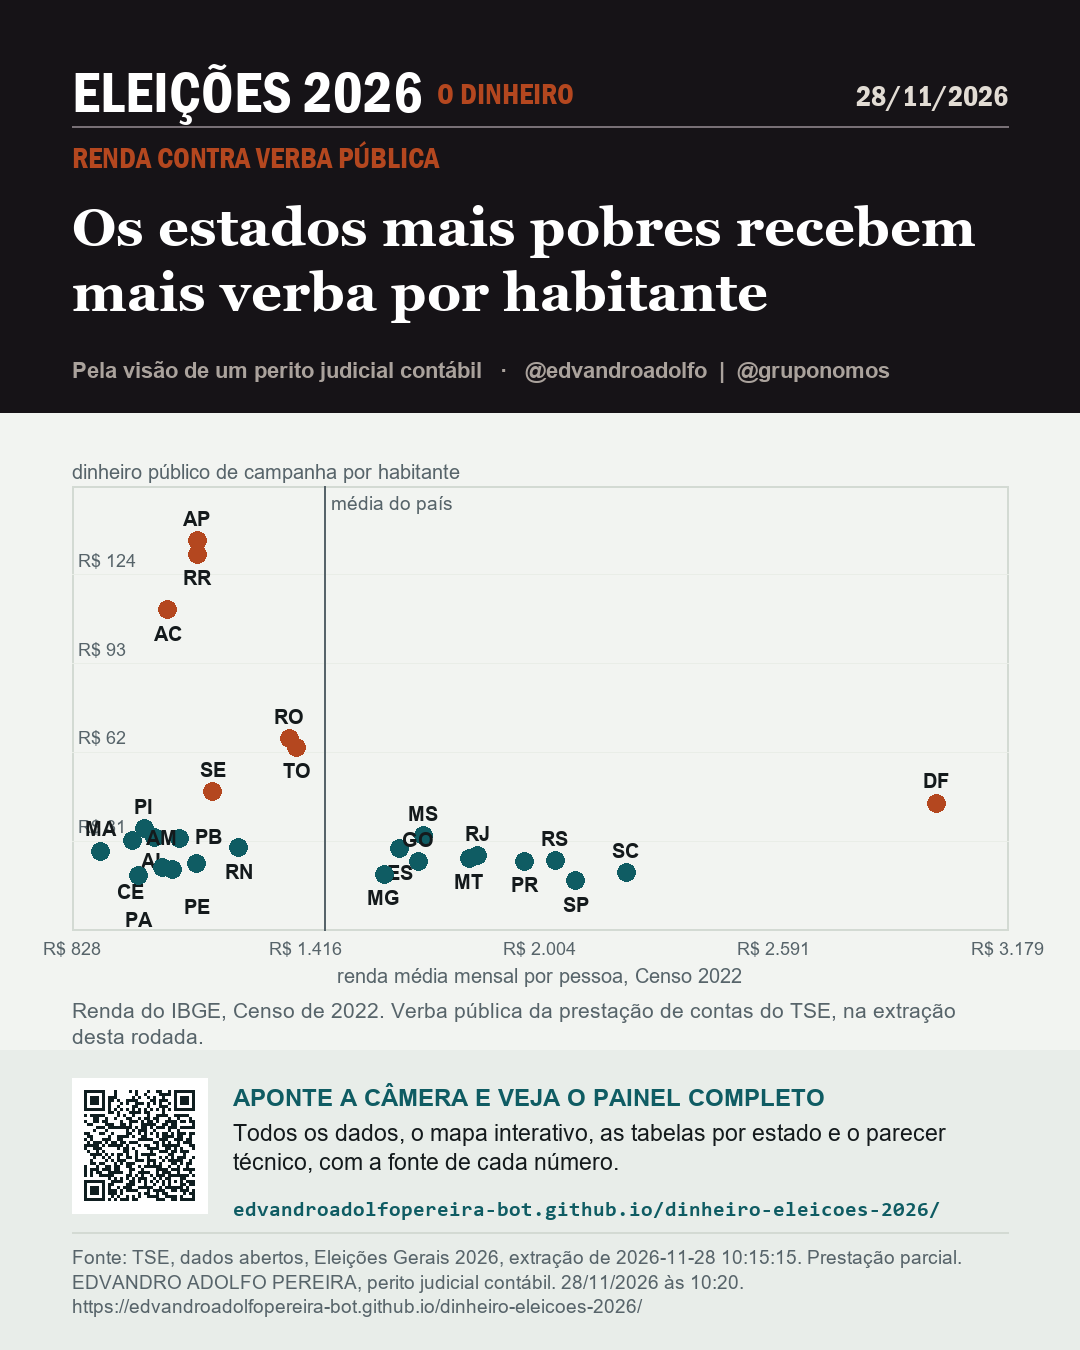 ELEIÇÕES 2026 O DINHEIRO 28/11/2026
RENDA CONTRA VERBA PÚBLICA
Os estados mais pobres recebem
mais verba por habitante
Pela visão de um perito judicial contábil · @edvandroadolfo | @gruponomos
dinheiro público de campanha por habitante
média do país
AP
R$ 124
RR
AC
R$ 93
RO
R$ 62
TO
SE
DF
PI
MS
R$ 31
MA
AM
PB
GO
RJ
RS
AL
RN
ES
MT
PR
SC
CE
MG
SP
PA
PE
R$ 828 R$ 1.416 R$ 2.004 R$ 2.591 R$ 3.179
renda média mensal por pessoa, Censo 2022
Renda do IBGE, Censo de 2022. Verba pública da prestação de contas do TSE, na extração
desta rodada.
APONTE A CÂMERA E VEJA O PAINEL COMPLETO
Todos os dados, o mapa interativo, as tabelas por estado e o parecer
técnico, com a fonte de cada número.
edvandroadolfopereira-bot.github.io/dinheiro-eleicoes-2026/
Fonte: TSE, dados abertos, Eleições Gerais 2026, extração de 2026-11-28 10:15:15. Prestação parcial.
EDVANDRO ADOLFO PEREIRA, perito judicial contábil. 28/11/2026 às 10:20.
https://edvandroadolfopereira-bot.github.io/dinheiro-eleicoes-2026/